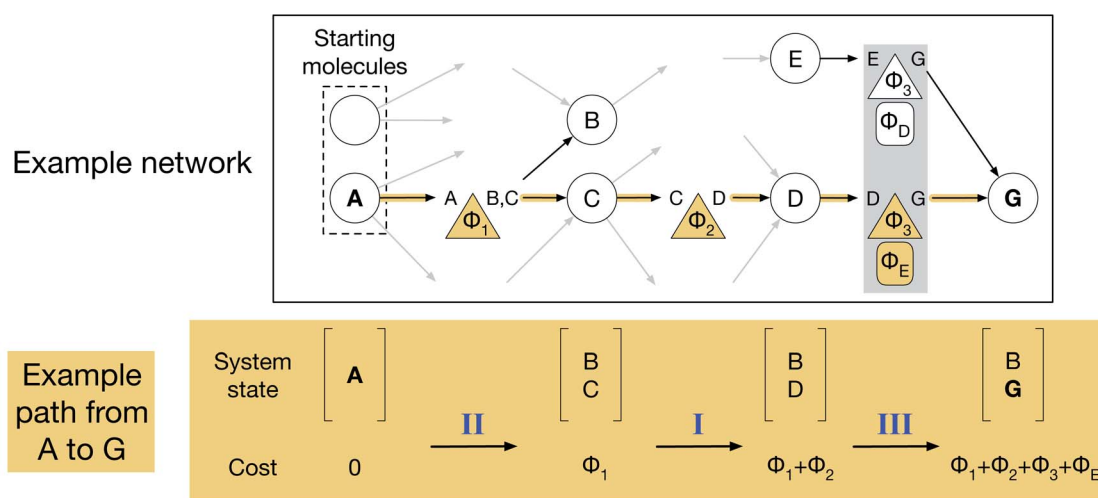 Starting
molecules
E
E G
Φ3
ΦD
B
Example network
A
A B,C
Φ1
C
C D
Φ2
D
D G
Φ3
ΦE
G
Example
path from
A to G
System
state
A
B
C
B
D
B
G
II
I
III
Cost
0
Φ1
Φ1+Φ2
Φ1+Φ2+Φ3+ΦE